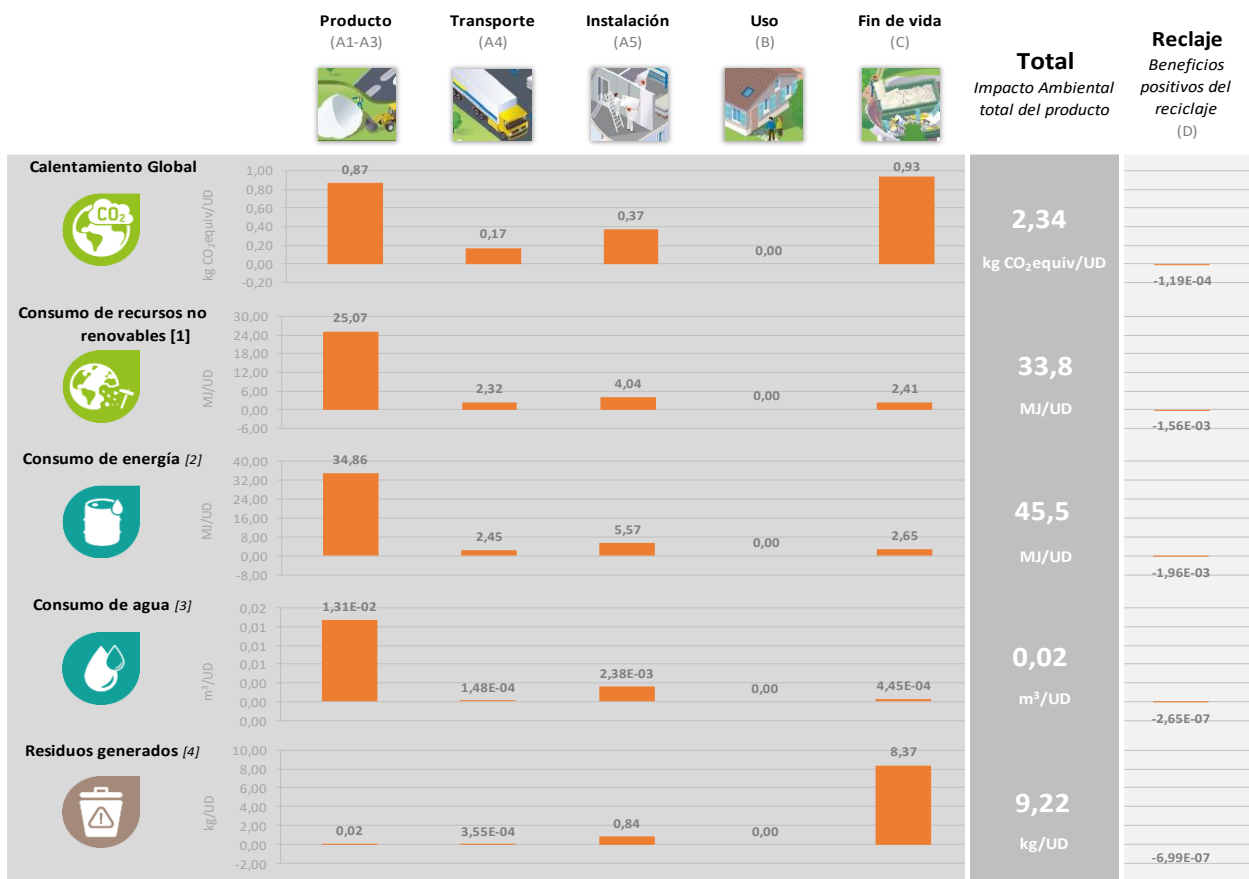 Producto
(A1-A3)
Transporte
(A4)
Instalación
(A5)
Uso
(B)
Fin de vida
(C)
Total
Impacto Ambiental
total del producto
Reclaje
Beneficios
positivos del
reciclaje
(D)
Calentamiento Global
CO2
kg CO2equiv/UD
1,00
0,80
0,60
0,40
0,20
0,00
-0,20
0,87
0,17
0,37
0,00
0,93
2,34
kg CO2equiv/UD
-1,19E-04
Consumo de recursos no
renovables [1]
MJ/UD
30,00
24,00
18,00
12,00
6,00
0,00
-6,00
25,07
2,32
4,04
0,00
2,41
33,8
MJ/UD
-1,56E-03
Consumo de energía [2]
MJ/UD
40,00
32,00
24,00
16,00
8,00
0,00
-8,00
34,86
2,45
5,57
0,00
2,65
45,5
MJ/UD
-1,96E-03
Consumo de agua [3]
m³/UD
0,02
0,01
0,01
0,01
0,00
0,00
0,00
1,31E-02
1,48E-04
2,38E-03
0,00
4,45E-04
0,02
m³/UD
-2,65E-07
Residuos generados [4]
kg/UD
10,00
8,00
6,00
4,00
2,00
0,00
-2,00
0,02
3,55E-04
0,84
0,00
8,37
9,22
kg/UD
-6,99E-07